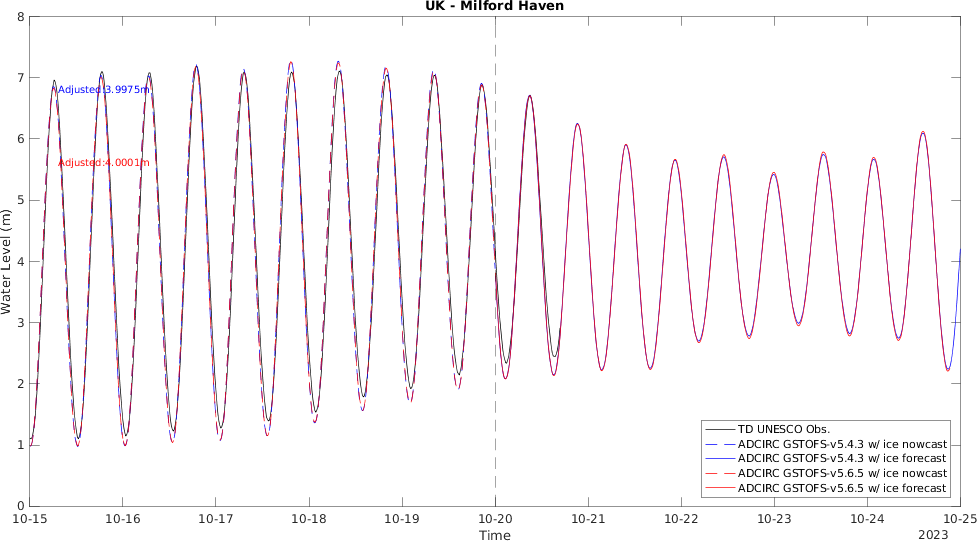 UK - Milford Haven
8
7
6
5
4
3
2
1
0
Water Level (m)
Adjusted:3.9975m
Adjusted:4.0001m
TD UNESCO Obs.
ADCIRC GSTOFS-v5.4.3 w/ ice nowcast
ADCIRC GSTOFS-v5.4.3 w/ ice forecast
ADCIRC GSTOFS-v5.6.5 w/ ice nowcast
ADCIRC GSTOFS-v5.6.5 w/ ice forecast
10-15 10-16 10-17 10-18 10-19 10-20 10-21 10-22 10-23 10-24 10-25
Time
2023